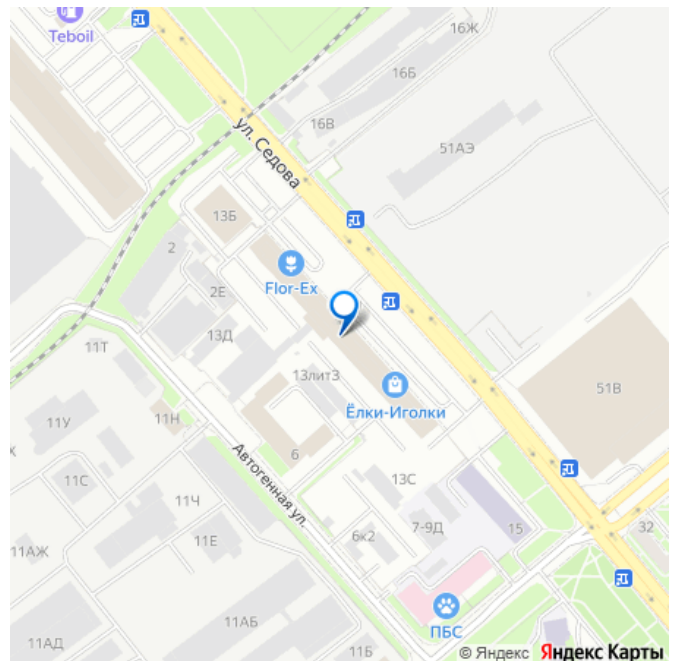 Teboil
16Ж
16Б
16В
51АЭ
ул. Седова
13Б
2
Flor-Ex
2Е
13Д
11Т
13литЗ
51В
Ёлки-Иголки
11У
11Н
6
Автогенная ул.
11С
13С
11Ч
7-9Д
15
32
6к2
11Е
11АЖ
ПБС
11АБ
11АД
11Б
© Яндекс Яндекс Карты